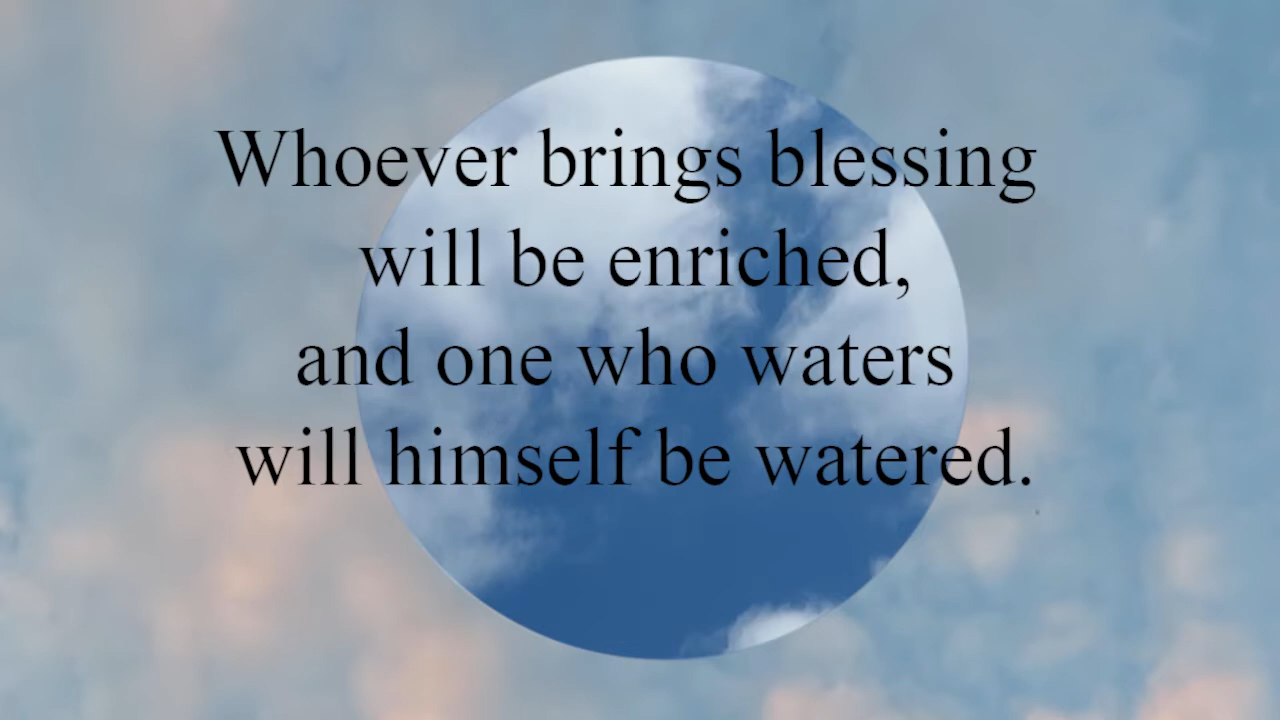 Whoever brings blessing
will be enriched,
and one who waters
will himself be watered.